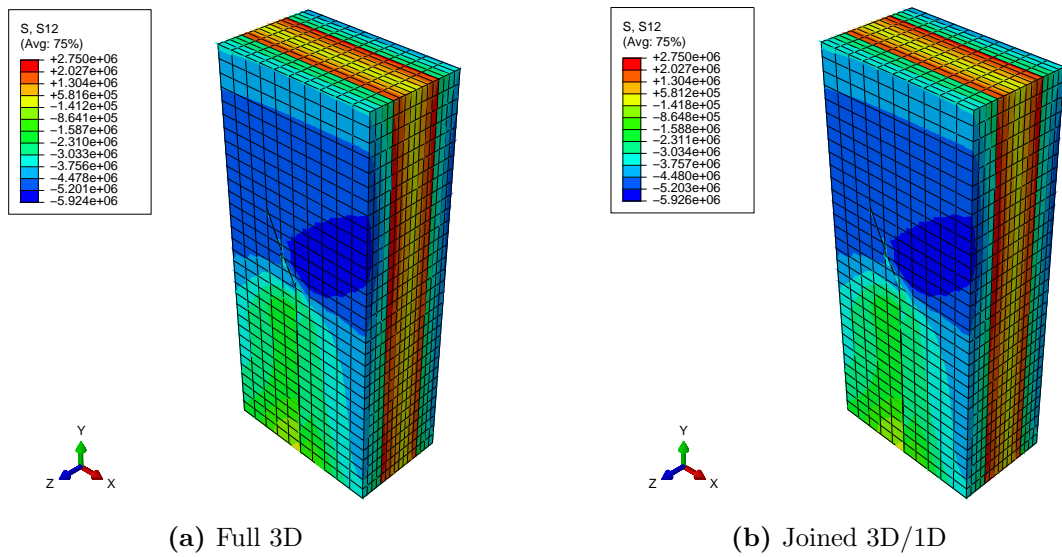 S, S12
(Avg: 75%)
+2.750e+06
+2.027e+06
+1.304e+06
+5.816e+05
−1.412e+05
−8.641e+05
−1.587e+06
−2.310e+06
−3.033e+06
−3.756e+06
−4.478e+06
−5.201e+06
−5.924e+06
Y
Z
X
(a) Full 3D
S, S12
(Avg: 75%)
+2.750e+06
+2.027e+06
+1.304e+06
+5.812e+05
−1.418e+05
−8.648e+05
−1.588e+06
−2.311e+06
−3.034e+06
−3.757e+06
−4.480e+06
−5.203e+06
−5.926e+06
Y
Z
X
(b) Joined 3D/1D